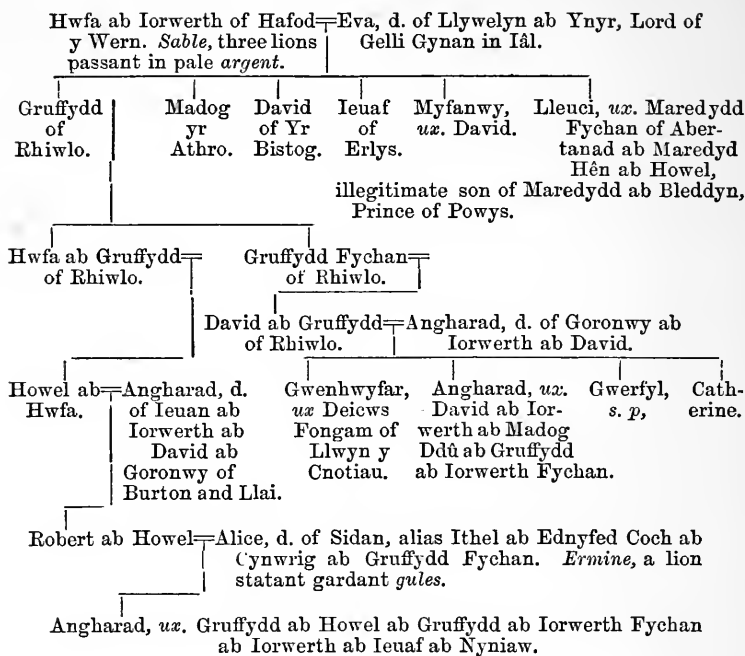 Hwfa ab Iorwerth of Hafod Eva, d. of Llywelyn ab Ynyr, Lord of
y Wern. Sable, three lions Gelli Gynan in Iâl.
passant in pale argent.
Gruffydd Madog David Ieuaf Myfanwy, Lleuci, ux. Maredydd
of yr of Yr of ux. David. Fychan of Aber-
Rhiwlo. Athro. Bistog. Erlys. tanad ab Maredyd
Hên ab Howel,
illegitimate son of Maredydd ab Bleddyn,
Prince of Powys.
Hwfa ab Gruffydd Gruffydd Fychan
of Rhiwlo. of Rhiwlo.
David ab Gruffydd Angharad, d. of Goronwy ab
of Rhiwlo. Iorwerth ab David.
Howel ab Angharad, d. Gwenhwyfar, Angharad, ux. Gwerfyl, Cath-
Hwfa. of Ieuan ab ux Deicws David ab Ior- s. p, erine.
Iorwerth ab Fongam of werth ab Madog
David ab Llwyn y Ddû ab Gruffydd
Goronwy of Cnotiau. ab Iorwerth Fychan.
Burton and Llai.
Robert ab Howel Alice, d. of Sidan, alias Ithel ab Ednyfed Coch ab
Cynwrig ab Gruffydd Fychan. Ermine, a lion
statant gardant gules.
Angharad, ux. Gruffydd ab Howel ab Gruffydd ab Iorwerth Fychan
ab Iorwerth ab Ieuaf ab Nyniaw.